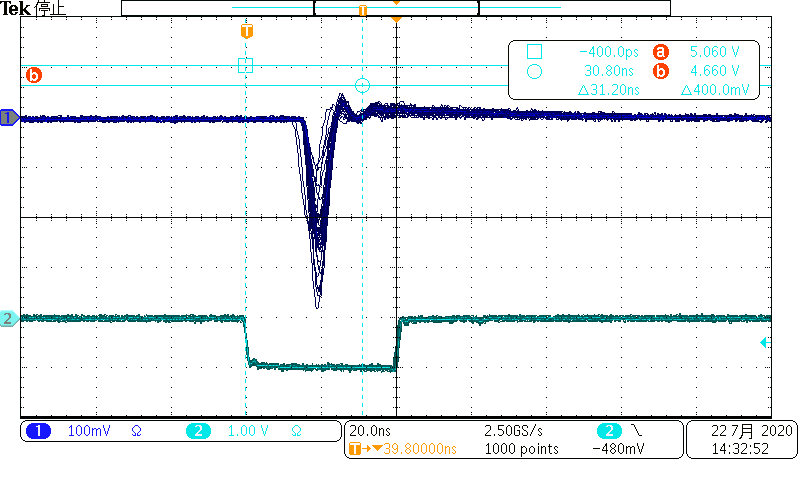 Tek 停止
T
T
a
−400.0ps a 5.060 V
b
30.80ns b 4.660 V
Δ31.20ns Δ400.0mV
1
2
1 100mV Ω 2 1.00 V Ω
20.0ns 2.50GS/s 2
T→▼39.80000ns 1000 points −480mV
22 7月 2020
14:32:52